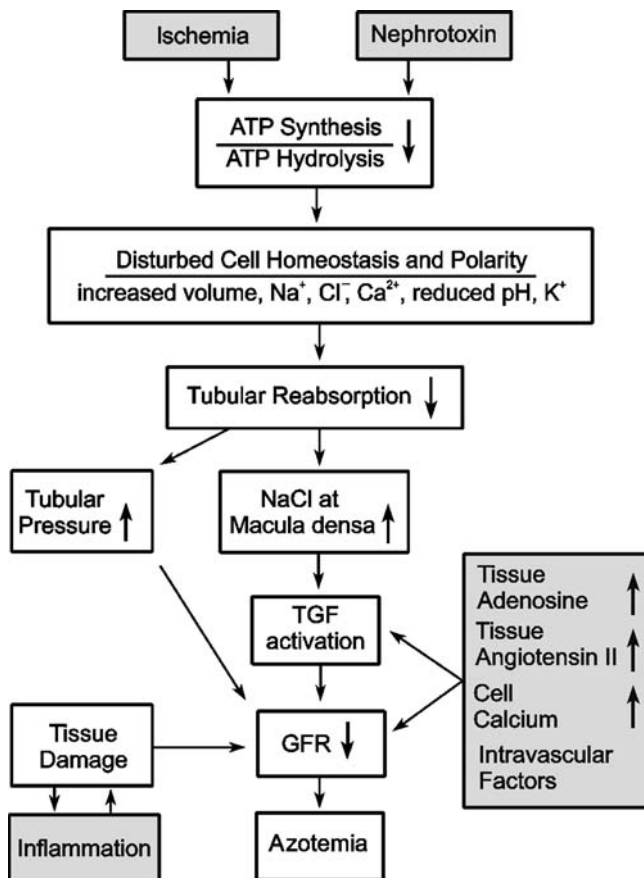 Ischemia
Nephrotoxin
ATP Synthesis
ATP Hydrolysis
Disturbed Cell Homeostasis and Polarity
increased volume, Na⁺, Cl⁻, Ca²⁺, reduced pH, K⁺
Tubular Reabsorption
Tubular
Pressure
NaCl at
Macula densa
Tissue
Adenosine
Tissue
Angiotensin II
Cell
Calcium
Intravascular
Factors
TGF
activation
Tissue
Damage
GFR
Inflammation
Azotemia